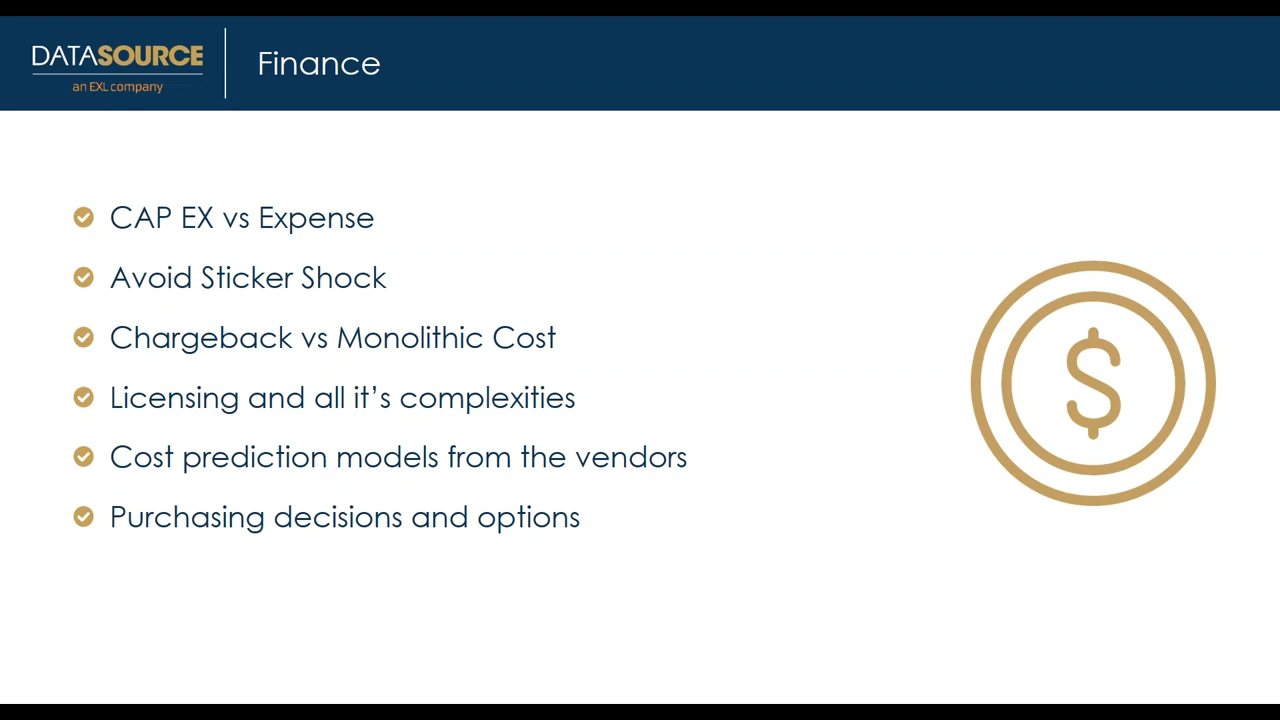 DATASOURCE
an EXL company
Finance
CAP EX vs Expense
Avoid Sticker Shock
Chargeback vs Monolithic Cost
Licensing and all it’s complexities
Cost prediction models from the vendors
Purchasing decisions and options
$